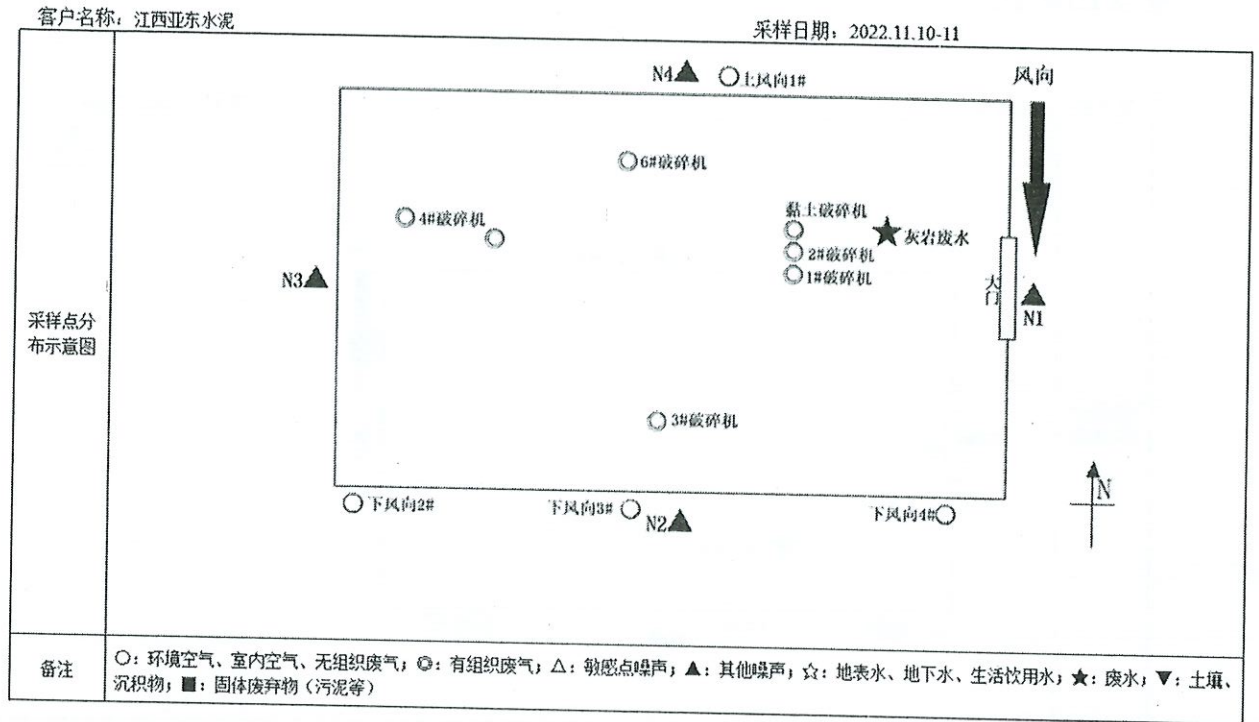 客户名称：江西亚东水泥
采样日期：2022.11.10-11
N4▲ ○上风向1#
风向
◎6#破碎机
◎4#破碎机
黏土破碎机
★灰岩废水
◎2#破碎机
◎1#破碎机
N3▲
大门
N1
采样点分
布示意图
◎3#破碎机
○下风向2#
下风向3#○
N2▲
下风向4#○
N
备注
○：环境空气、室内空气、无组织废气；◎：有组织废气；△：敏感点噪声；▲：其他噪声；☆：地表水、地下水、生活饮用水；★：废水；▼：土壤、
沉积物；■：固体废弃物（污泥等）